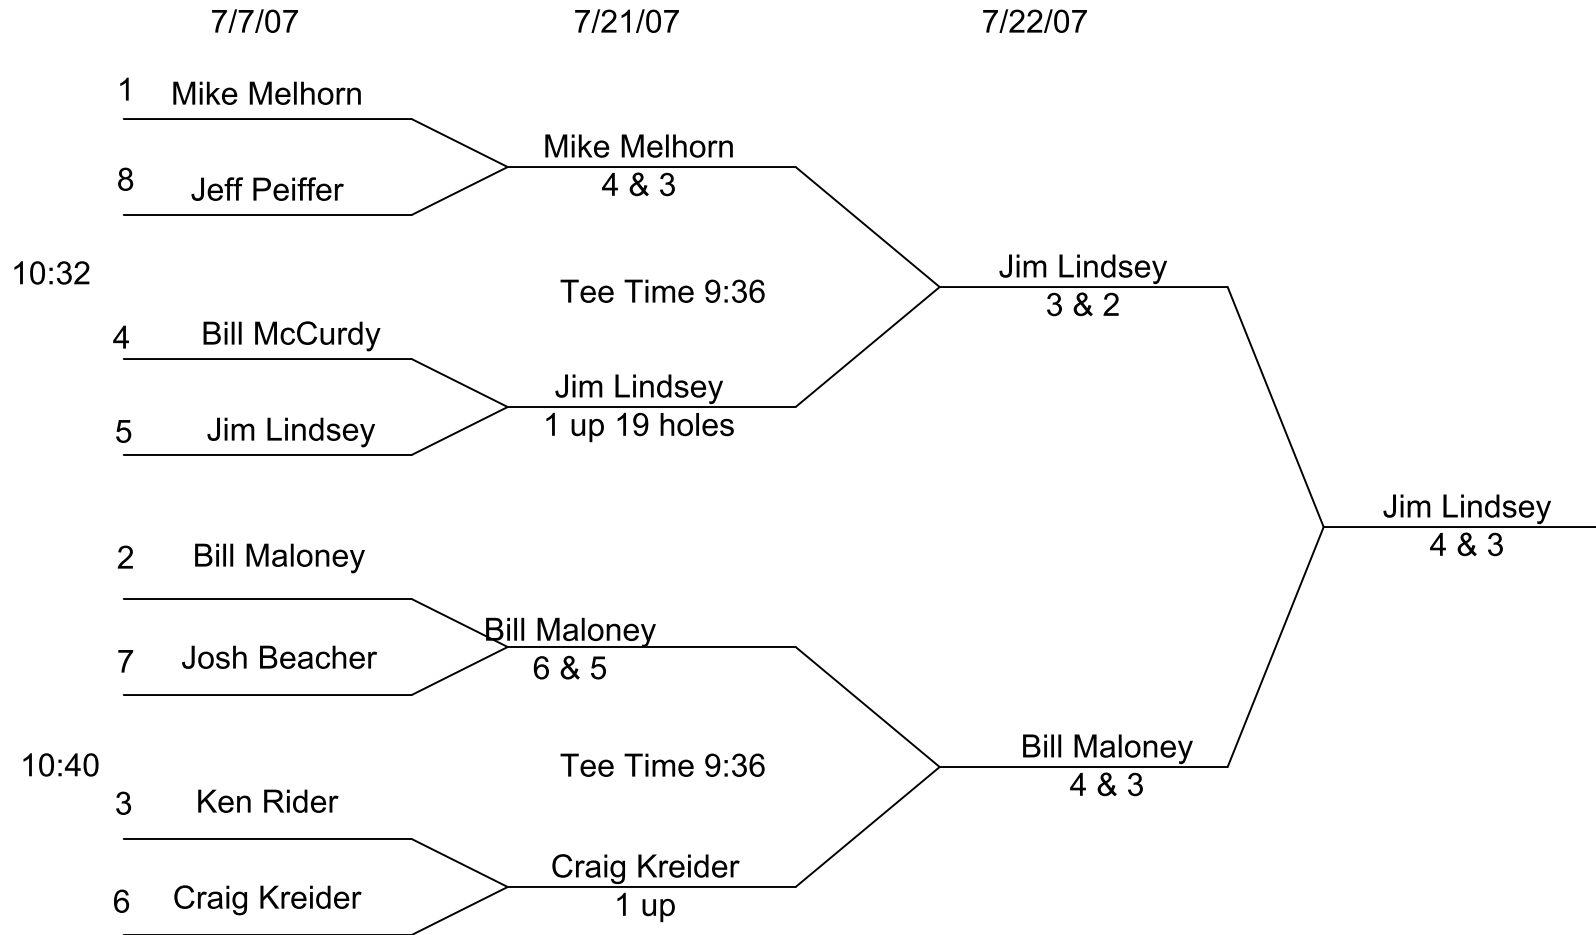 7/7/07 7/21/07 7/22/07
1 Mike Melhorn
Mike Melhorn
4 & 3
8 Jeff Peiffer
10:32
Tee Time 9:36
Jim Lindsey
3 & 2
4 Bill McCurdy
Jim Lindsey
1 up 19 holes
5 Jim Lindsey
Jim Lindsey
4 & 3
2 Bill Maloney
Bill Maloney
6 & 5
7 Josh Beacher
10:40
Tee Time 9:36
Bill Maloney
4 & 3
3 Ken Rider
Craig Kreider
1 up
6 Craig Kreider